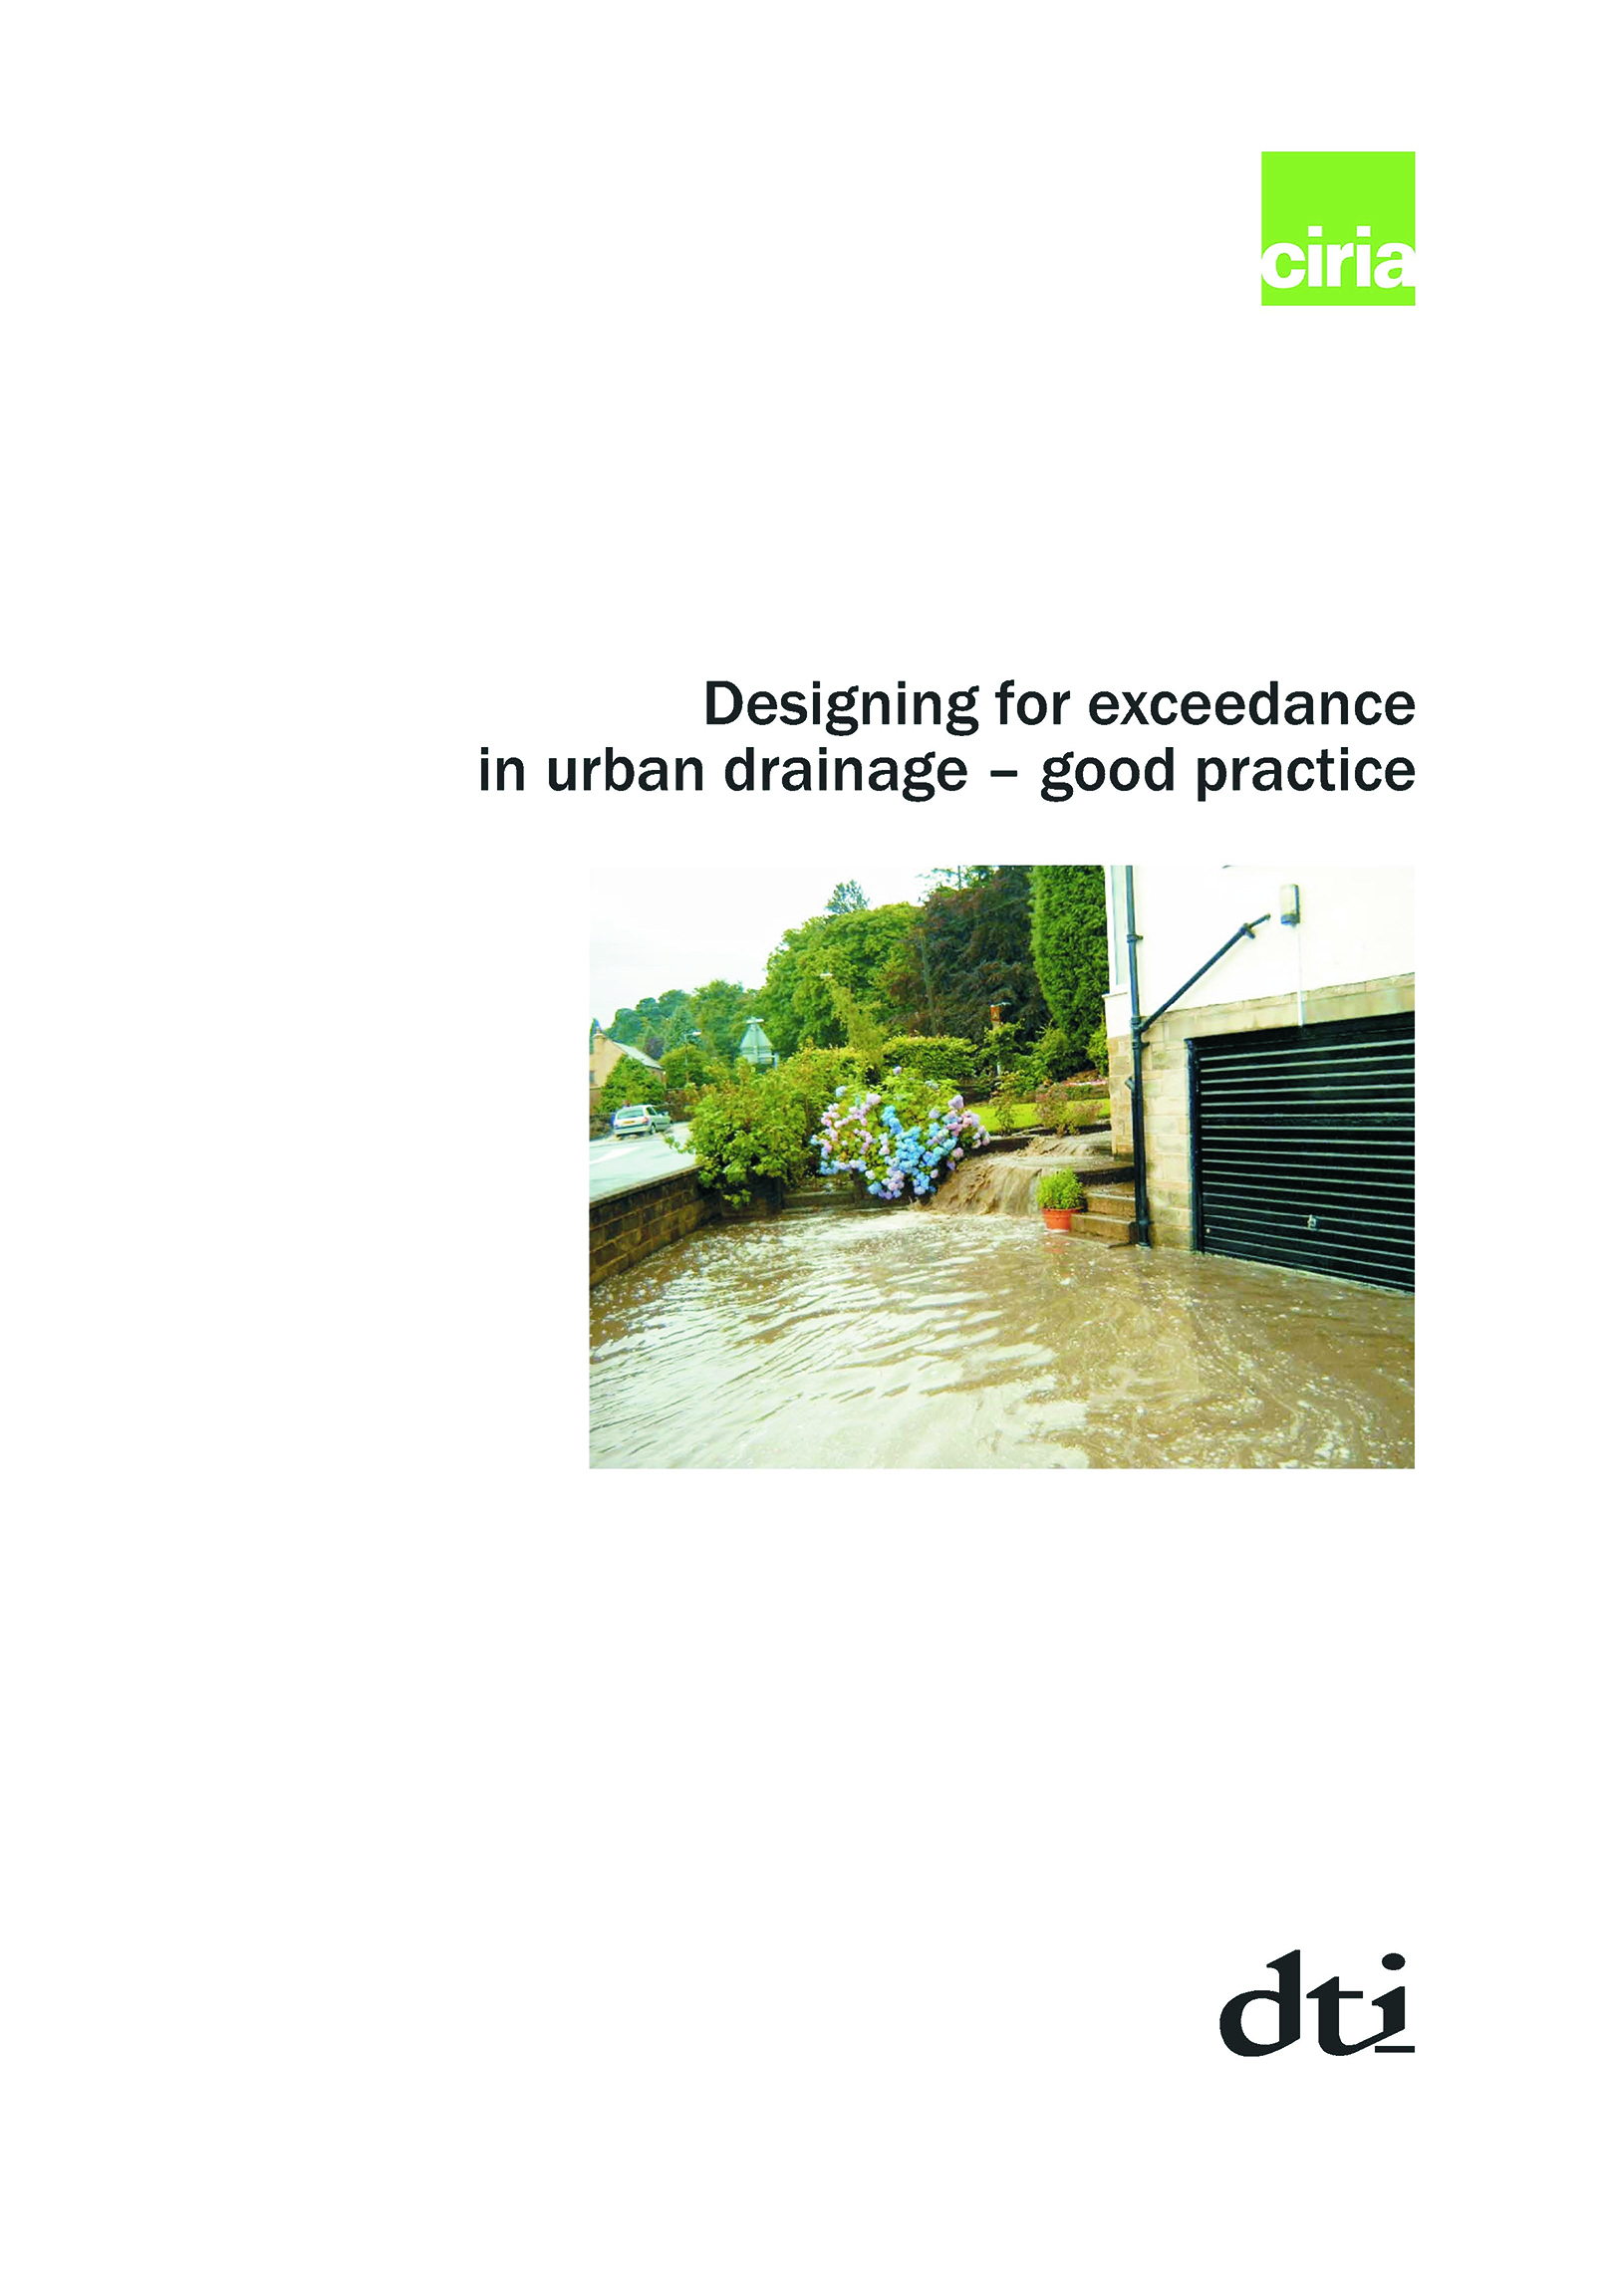 ciria
Designing for exceedance
in urban drainage – good practice
dti